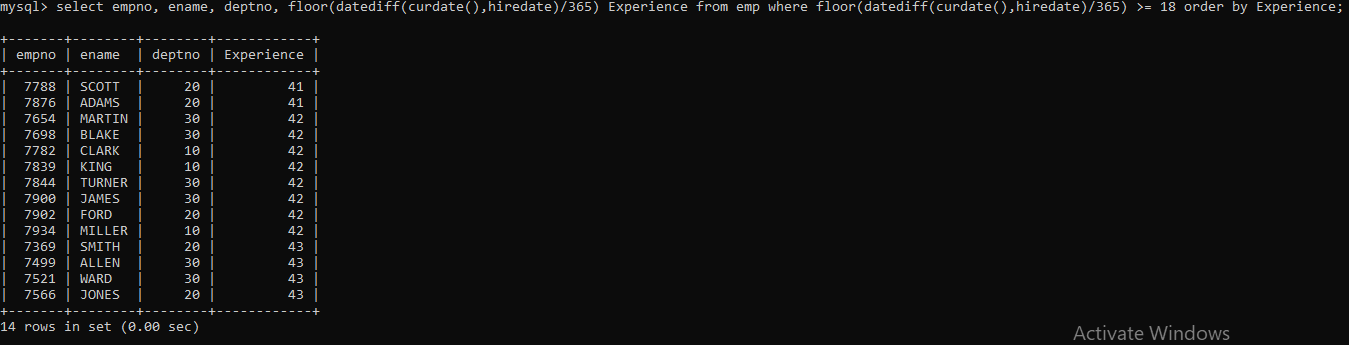 mysql> select empno, ename, deptno, floor(datediff(curdate(),hiredate)/365) Experience from emp where floor(datediff(curdate(),hiredate)/365) >= 18 order by Experience;
+-------+--------+--------+------------+
| empno | ename  | deptno | Experience |
+-------+--------+--------+------------+
|  7788 | SCOTT  |     20 |         41 |
|  7876 | ADAMS  |     20 |         41 |
|  7654 | MARTIN |     30 |         42 |
|  7698 | BLAKE  |     30 |         42 |
|  7782 | CLARK  |     10 |         42 |
|  7839 | KING   |     10 |         42 |
|  7844 | TURNER |     30 |         42 |
|  7900 | JAMES  |     30 |         42 |
|  7902 | FORD   |     20 |         42 |
|  7934 | MILLER |     10 |         42 |
|  7369 | SMITH  |     20 |         43 |
|  7499 | ALLEN  |     30 |         43 |
|  7521 | WARD   |     30 |         43 |
|  7566 | JONES  |     20 |         43 |
+-------+--------+--------+------------+
14 rows in set (0.00 sec)
Activate Windows